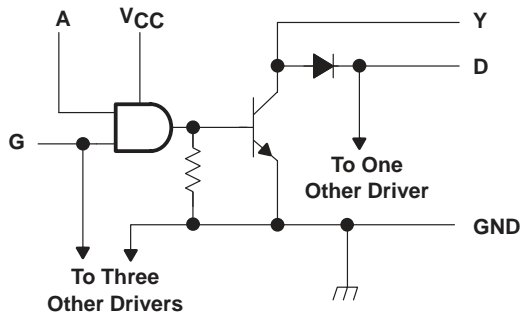 A
VCC
Y
D
G
To One
Other Driver
GND
To Three
Other Drivers